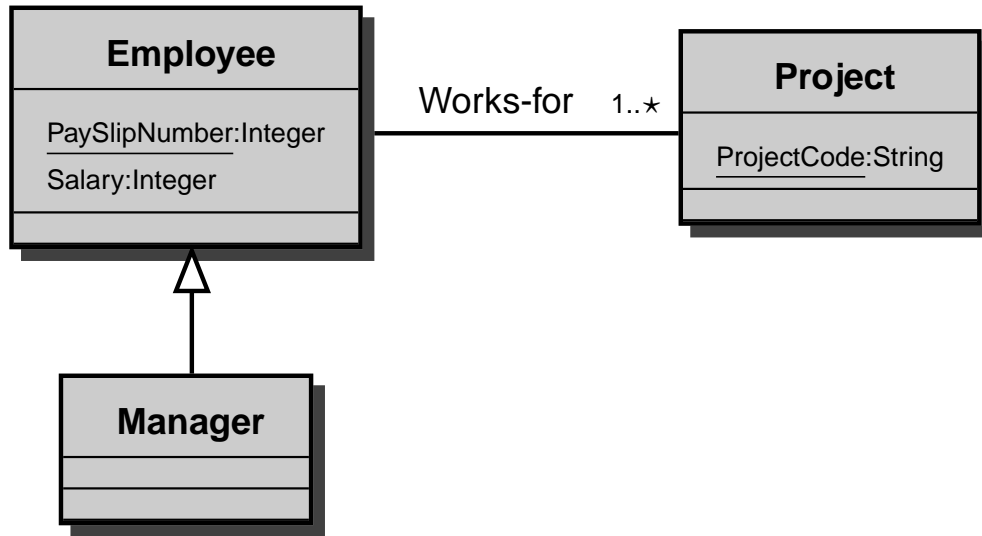 Employee
PaySlipNumber:Integer
Salary:Integer
Works-for 1..⋆
Project
ProjectCode:String
Manager